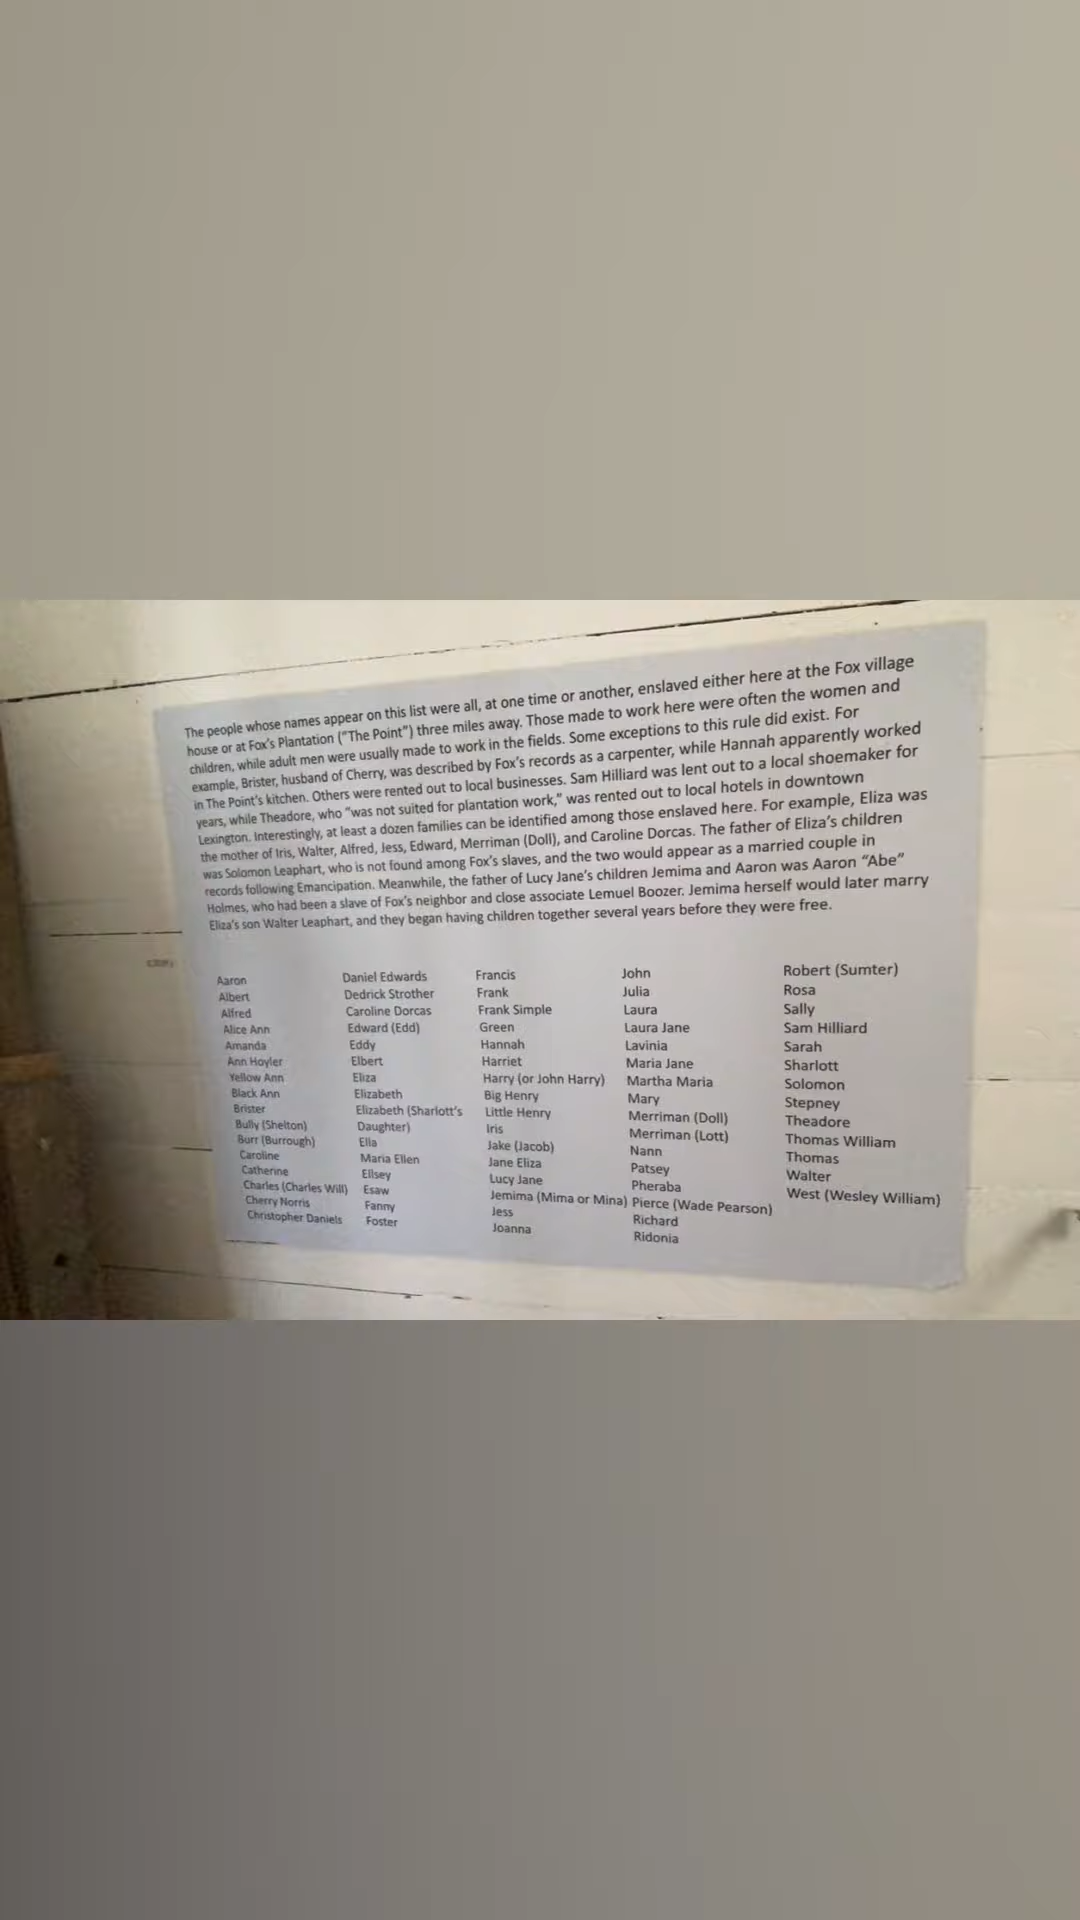 The people whose names appear on this list were all, at one time or another, enslaved either here at the Fox village
house or at Fox's Plantation ("The Point") three miles away. Those made to work here were often the women and
children, while adult men were usually made to work in the fields. Some exceptions to this rule did exist. For
example, Brister, husband of Cherry, was described by Fox's records as a carpenter, while Hannah apparently worked
in The Point's kitchen. Others were rented out to local businesses. Sam Hilliard was lent out to a local shoemaker for
years, while Theadore, who "was not suited for plantation work," was rented out to local hotels in downtown
Lexington. Interestingly, at least a dozen families can be identified among those enslaved here. For example, Eliza was
the mother of Iris, Walter, Alfred, Jess, Edward, Merriman (Doll), and Caroline Dorcas. The father of Eliza's children
was Solomon Leaphart, who is not found among Fox's slaves, and the two would appear as a married couple in
records following Emancipation. Meanwhile, the father of Lucy Jane's children Jemima and Aaron was Aaron "Abe"
Holmes, who had been a slave of Fox's neighbor and close associate Lemuel Boozer. Jemima herself would later marry
Eliza's son Walter Leaphart, and they began having children together several years before they were free.
Aaron
Albert
Alfred
Alice Ann
Amanda
Ann Hoyler
Yellow Ann
Black Ann
Brister
Bully (Shelton)
Burr (Burrough)
Caroline
Catherine
Charles (Charles Will)
Cherry Norris
Christopher Daniels
Daniel Edwards
Dedrick Strother
Caroline Dorcas
Edward (Edd)
Eddy
Elbert
Eliza
Elizabeth
Elizabeth (Sharlott's
Daughter)
Ella
Maria Ellen
Ellsey
Esaw
Fanny
Foster
Francis
Frank
Frank Simple
Green
Hannah
Harriet
Harry (or John Harry)
Big Henry
Little Henry
Iris
Jake (Jacob)
Jane Eliza
Lucy Jane
Jemima (Mima or Mina)
Jess
Joanna
John
Julia
Laura
Laura Jane
Lavinia
Maria Jane
Martha Maria
Mary
Merriman (Doll)
Merriman (Lott)
Nann
Patsey
Pheraba
Pierce (Wade Pearson)
Richard
Ridonia
Robert (Sumter)
Rosa
Sally
Sam Hilliard
Sarah
Sharlott
Solomon
Stepney
Theadore
Thomas William
Thomas
Walter
West (Wesley William)